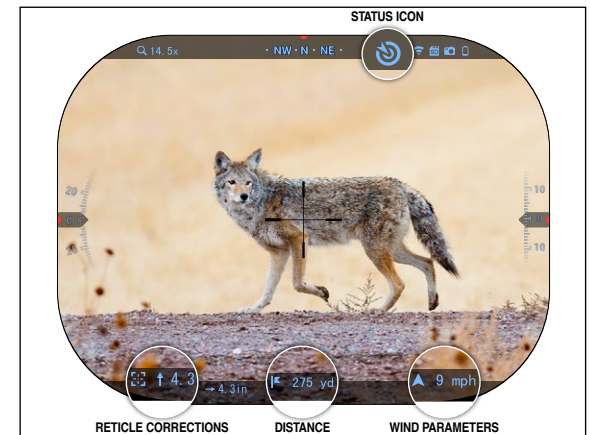 STATUS ICON
14.5x
· NW · N · NE ·
20
10
10
4.3
→ 4.3in
275 yd
9 mph
RETICLE CORRECTIONS
DISTANCE
WIND PARAMETERS